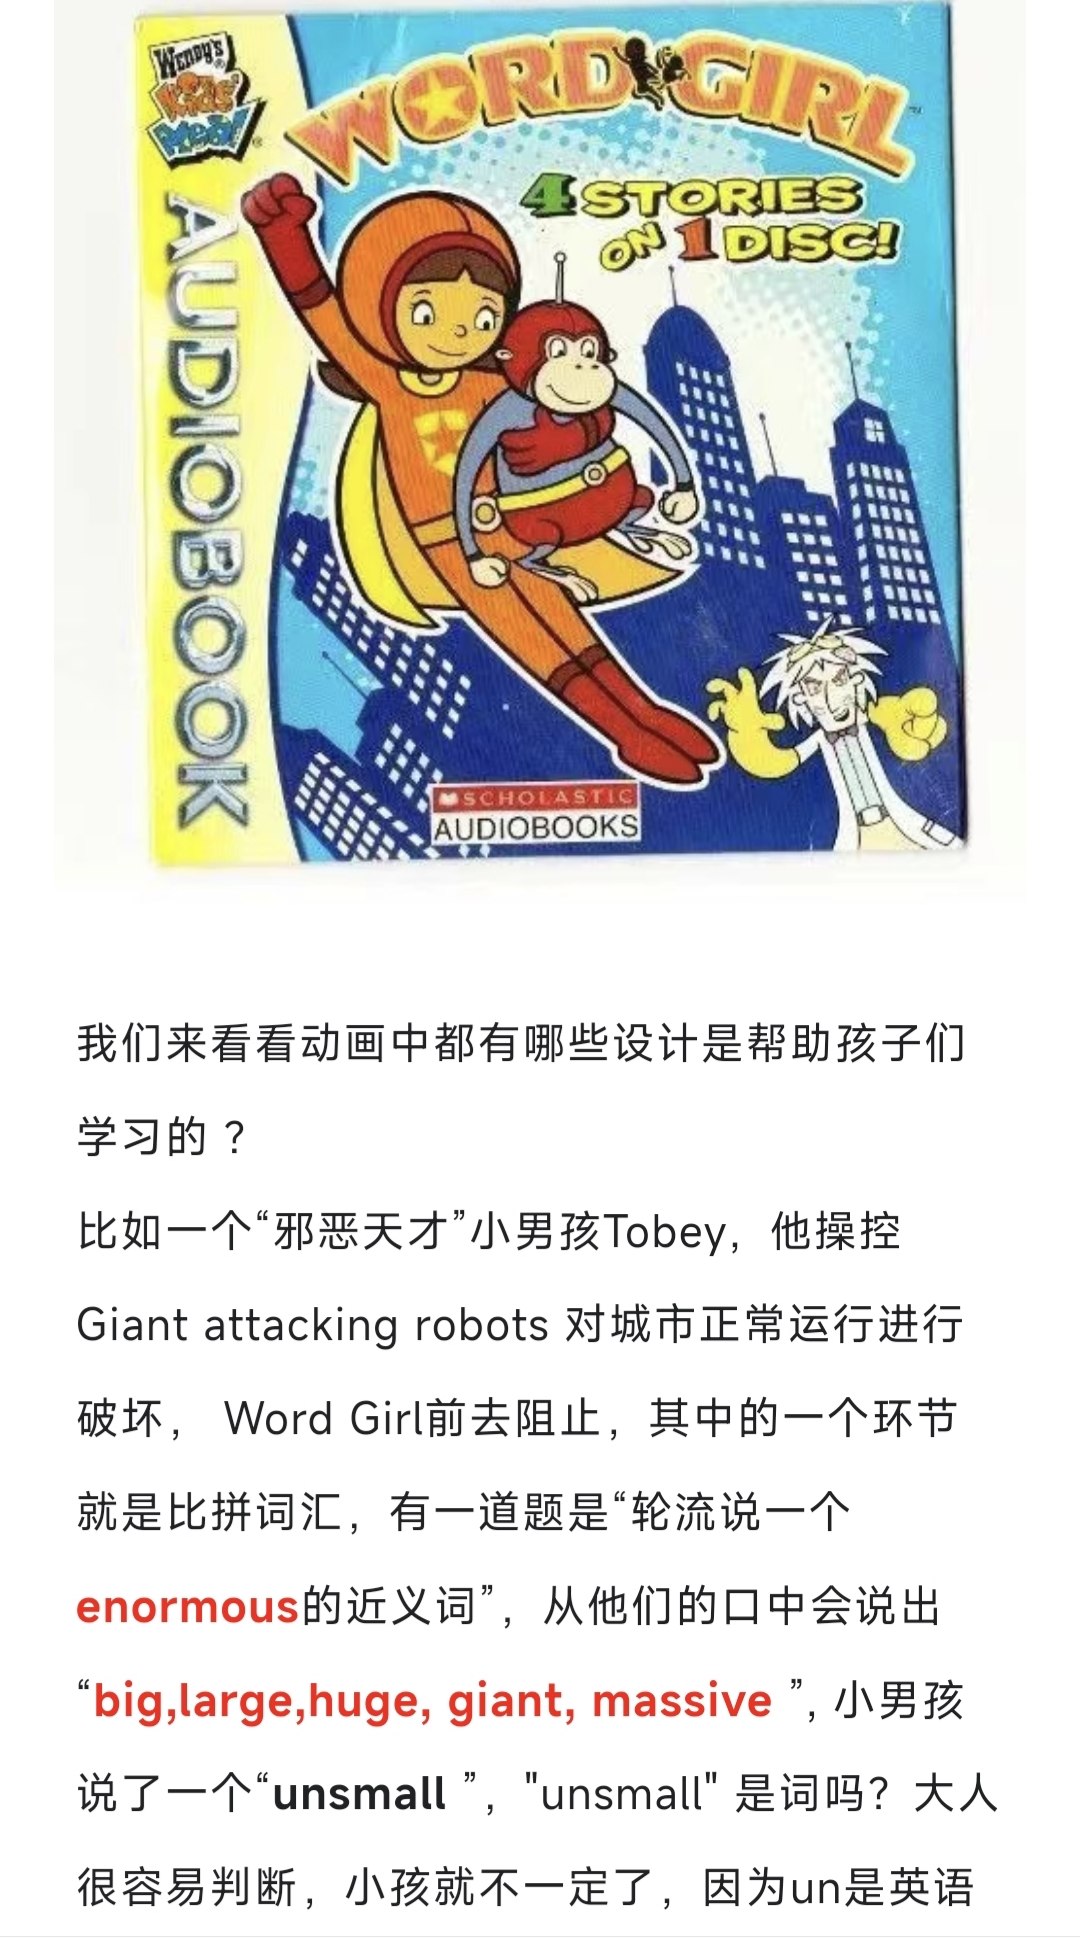 WENDY'S®
Kids'
Meal!®
AUDIOBOOK
WORD GIRL™
4 STORIES
ON 1 DISC!
SCHOLASTIC
AUDIOBOOKS
我们来看看动画中都有哪些设计是帮助孩子们
学习的？
比如一个“邪恶天才”小男孩Tobey，他操控
Giant attacking robots 对城市正常运行进行
破坏， Word Girl前去阻止，其中的一个环节
就是比拼词汇，有一道题是“轮流说一个
enormous的近义词”，从他们的口中会说出
“big,large,huge, giant, massive ”, 小男孩
说了一个“unsmall ”，"unsmall" 是词吗？大人
很容易判断，小孩就不一定了，因为un是英语